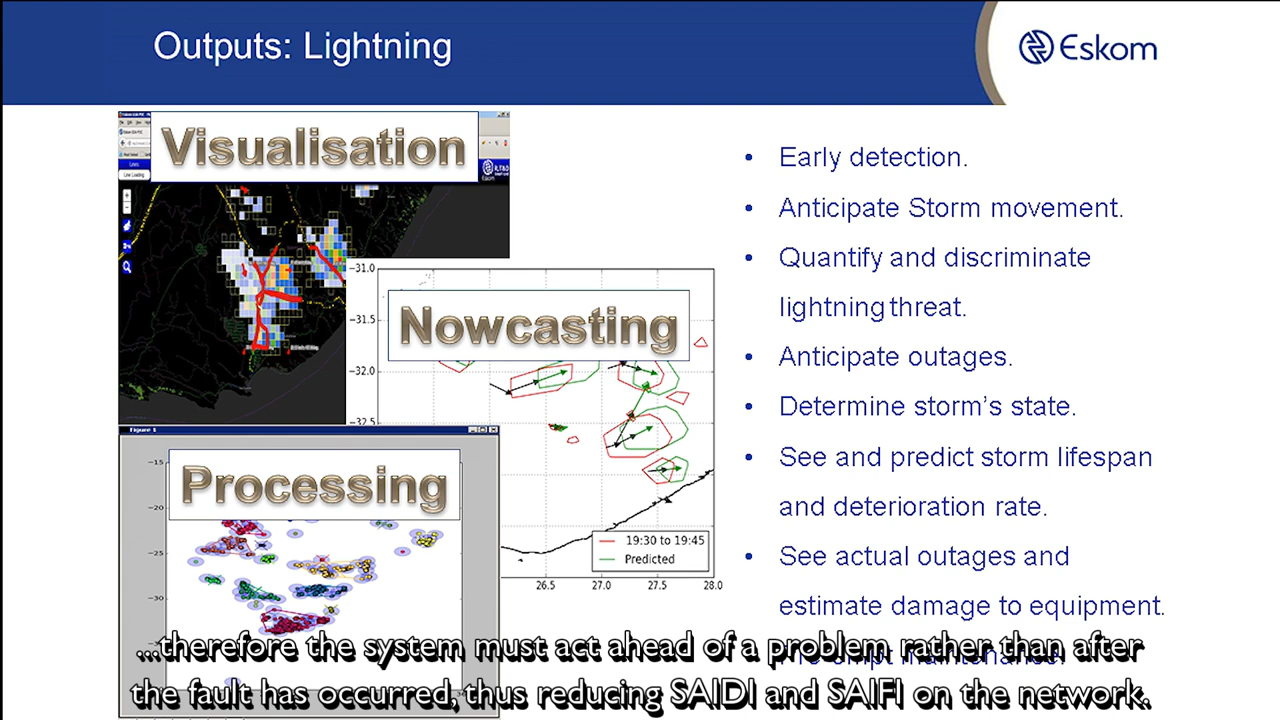 Outputs: Lightning
Eskom
Visualisation
Nowcasting
Processing
Figure 1
−31.0
−31.5
−32.0
−32.5
26.5 27.0 27.5 28.0
19:30 to 19:45
Predicted
−15
−20
−25
−30
• Early detection.
• Anticipate Storm movement.
• Quantify and discriminate
lightning threat.
• Anticipate outages.
• Determine storm's state.
• See and predict storm lifespan
and deterioration rate.
• See actual outages and
estimate damage to equipment.
...therefore the system must act ahead of a problem rather than after
the fault has occurred, thus reducing SAIDI and SAIFI on the network.